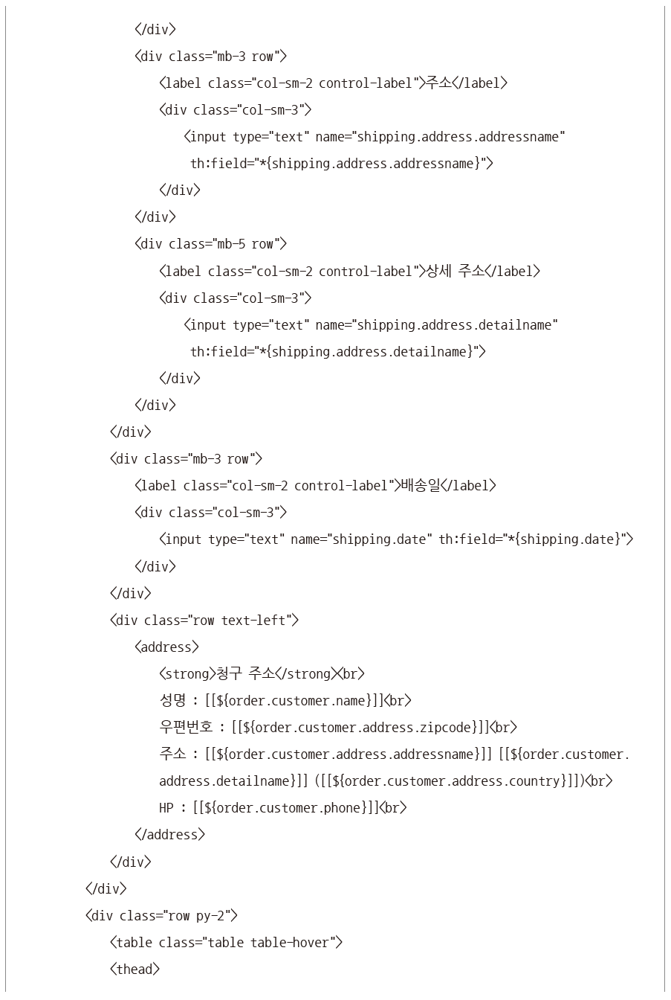 </div>
<div class="mb-3 row">
<label class="col-sm-2 control-label">주소</label>
<div class="col-sm-3">
<input type="text" name="shipping.address.addressname"
th:field="*{shipping.address.addressname}">
</div>
</div>
<div class="mb-5 row">
<label class="col-sm-2 control-label">상세 주소</label>
<div class="col-sm-3">
<input type="text" name="shipping.address.detailname"
th:field="*{shipping.address.detailname}">
</div>
</div>
</div>
<div class="mb-3 row">
<label class="col-sm-2 control-label">배송일</label>
<div class="col-sm-3">
<input type="text" name="shipping.date" th:field="*{shipping.date}">
</div>
</div>
<div class="row text-left">
<address>
<strong>청구 주소</strong><br>
성명 : [[${order.customer.name}]]<br>
우편번호 : [[${order.customer.address.zipcode}]]<br>
주소 : [[${order.customer.address.addressname}]] [[${order.customer.
address.detailname}]] ([[${order.customer.address.country}]])<br>
HP : [[${order.customer.phone}]]<br>
</address>
</div>
</div>
<div class="row py-2">
<table class="table table-hover">
<thead>